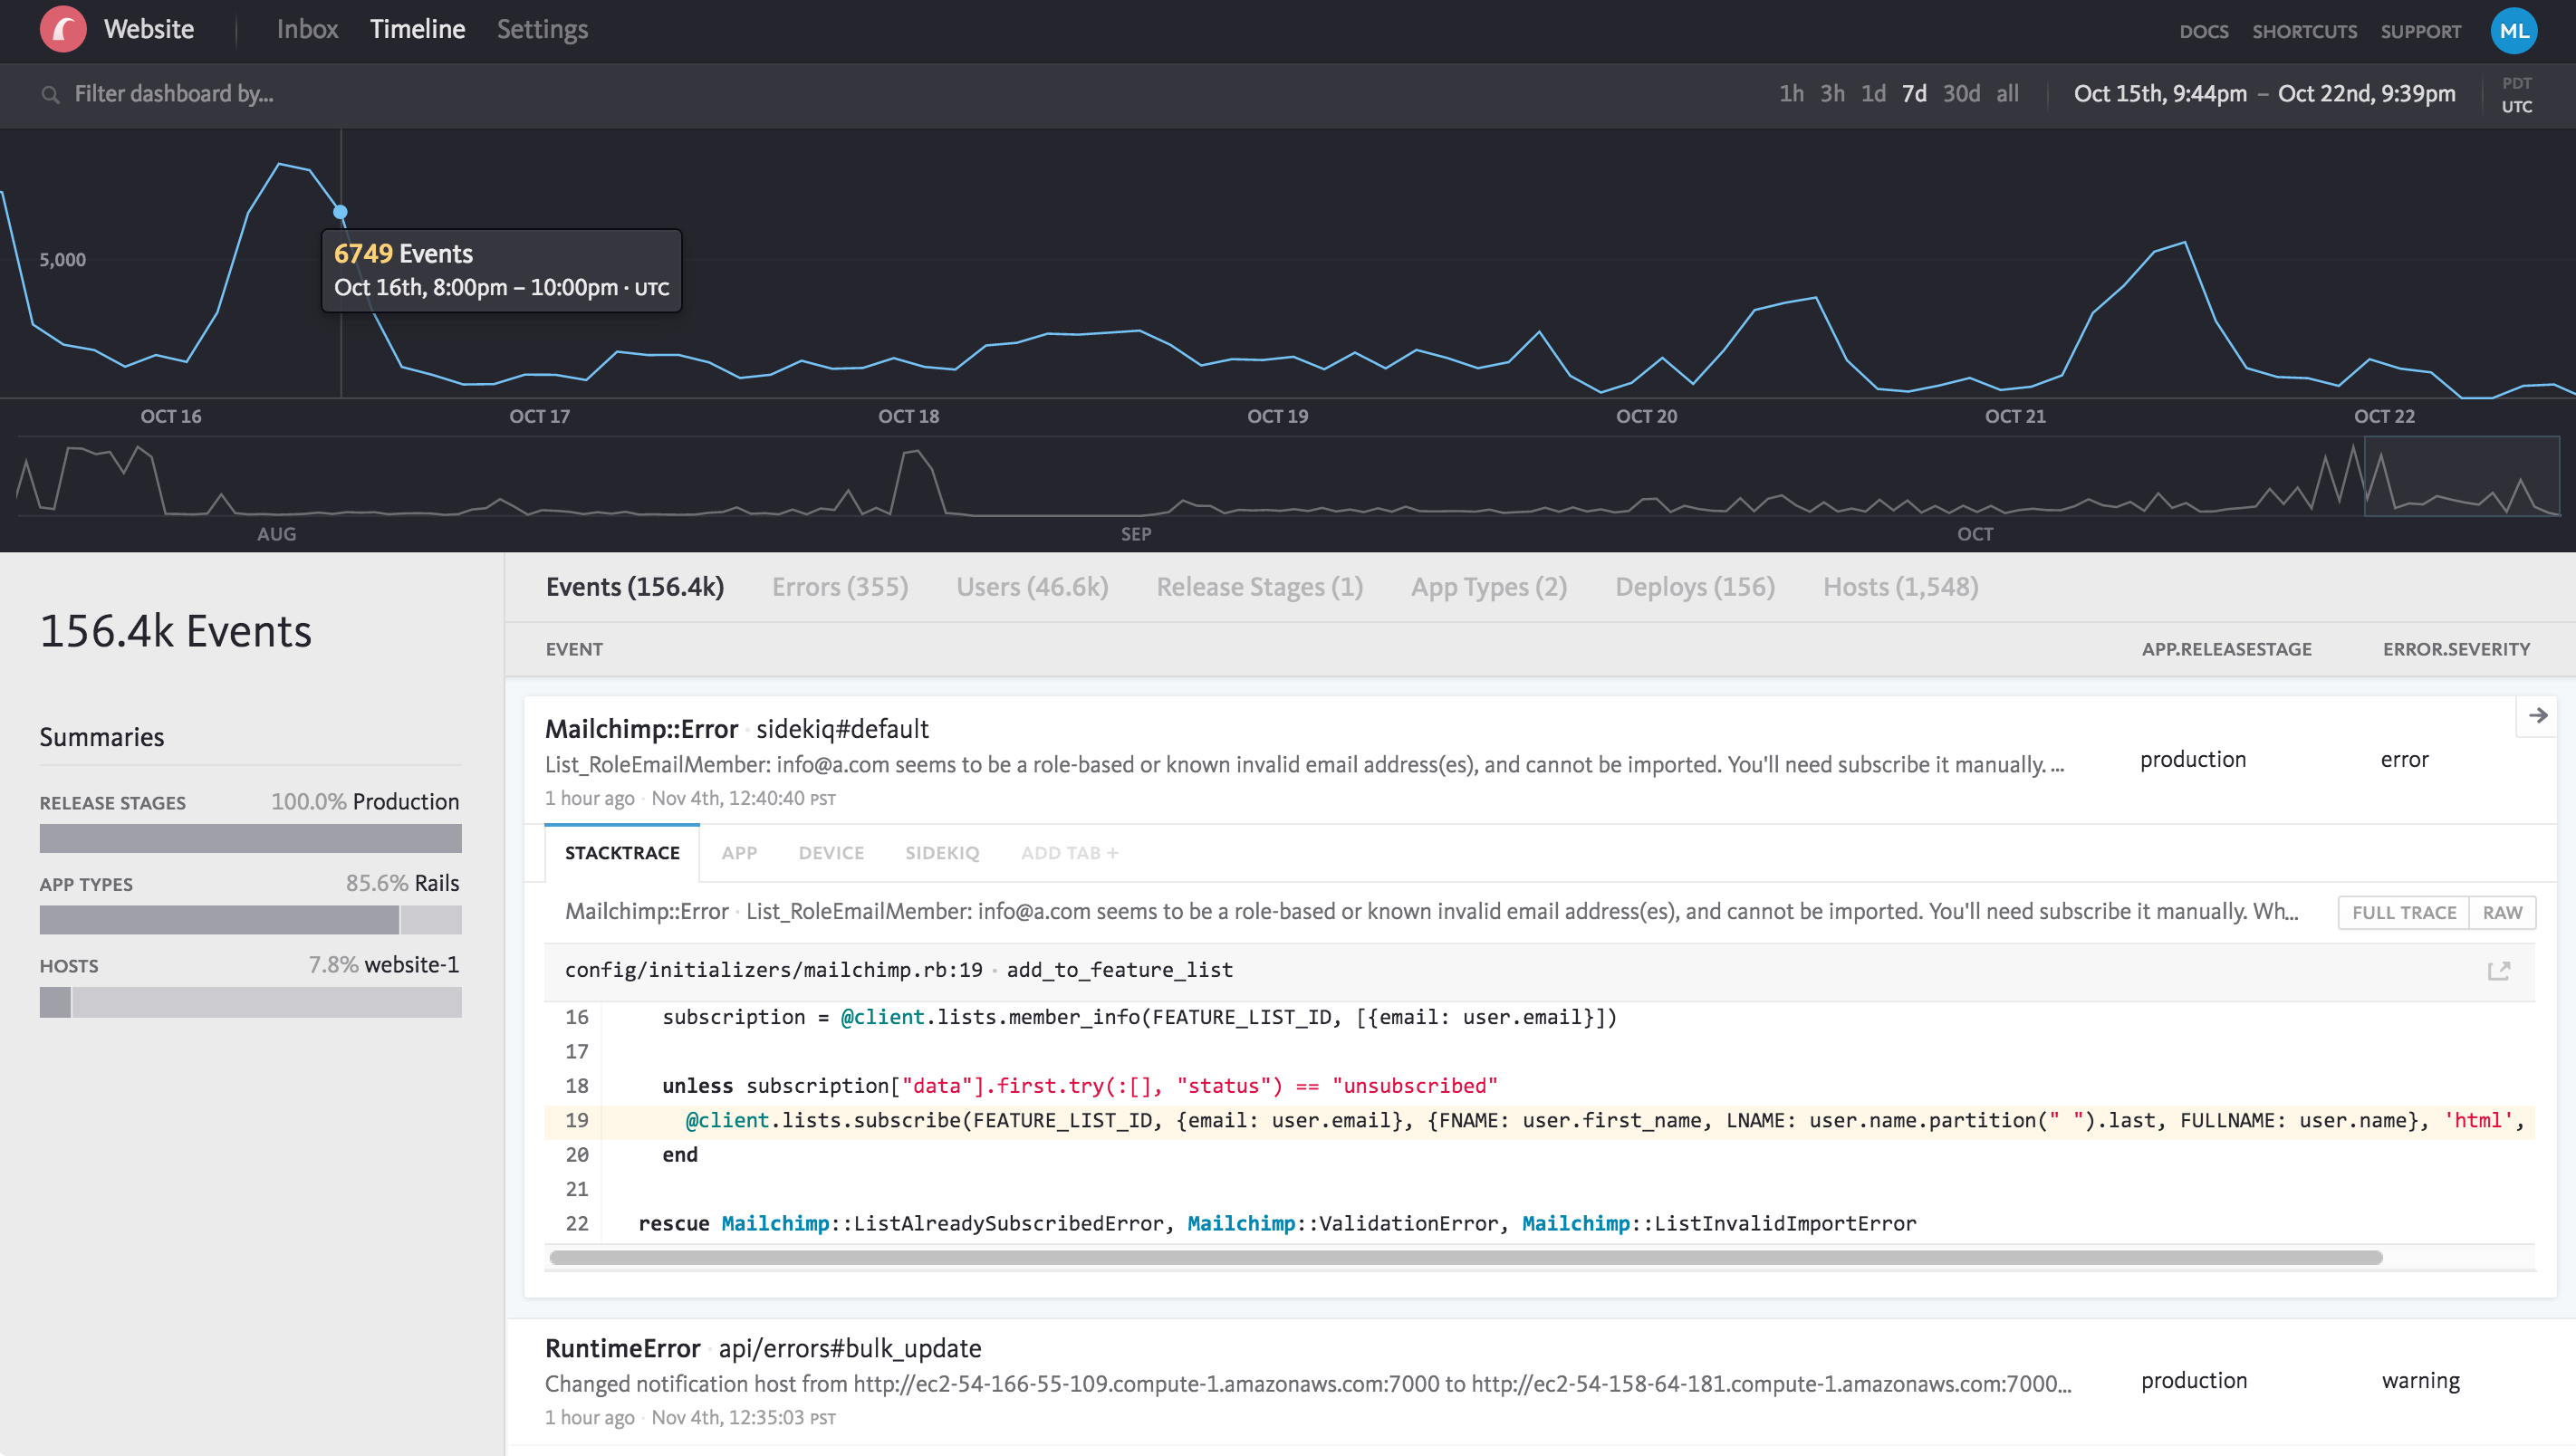 Website Inbox Timeline Settings DOCS SHORTCUTS SUPPORT ML
Filter dashboard by... 1h 3h 1d 7d 30d all Oct 15th, 9:44pm – Oct 22nd, 9:39pm PDT
UTC
6749 Events
5,000
Oct 16th, 8:00pm – 10:00pm · UTC
OCT 16 OCT 17 OCT 18 OCT 19 OCT 20 OCT 21 OCT 22
AUG SEP OCT
156.4k Events
Summaries
RELEASE STAGES 100.0% Production
APP TYPES 85.6% Rails
HOSTS 7.8% website-1
Events (156.4k) Errors (355) Users (46.6k) Release Stages (1) App Types (2) Deploys (156) Hosts (1,548)
EVENT APP.RELEASESTAGE ERROR.SEVERITY
Mailchimp::Error · sidekiq#default
List_RoleEmailMember: info@a.com seems to be a role-based or known invalid email address(es), and cannot be imported. You'll need subscribe it manually. ... production error
1 hour ago · Nov 4th, 12:40:40 PST
STACKTRACE APP DEVICE SIDEKIQ ADD TAB +
Mailchimp::Error · List_RoleEmailMember: info@a.com seems to be a role-based or known invalid email address(es), and cannot be imported. You'll need subscribe it manually. Wh... FULL TRACE RAW
config/initializers/mailchimp.rb:19 · add_to_feature_list
16 subscription = @client.lists.member_info(FEATURE_LIST_ID, [{email: user.email}])
17
18 unless subscription["data"].first.try(:[], "status") == "unsubscribed"
19 @client.lists.subscribe(FEATURE_LIST_ID, {email: user.email}, {FNAME: user.first_name, LNAME: user.name.partition(" ").last, FULLNAME: user.name}, 'html',
20 end
21
22 rescue Mailchimp::ListAlreadySubscribedError, Mailchimp::ValidationError, Mailchimp::ListInvalidImportError
RuntimeError · api/errors#bulk_update
Changed notification host from http://ec2-54-166-55-109.compute-1.amazonaws.com:7000 to http://ec2-54-158-64-181.compute-1.amazonaws.com:7000... production warning
1 hour ago · Nov 4th, 12:35:03 PST